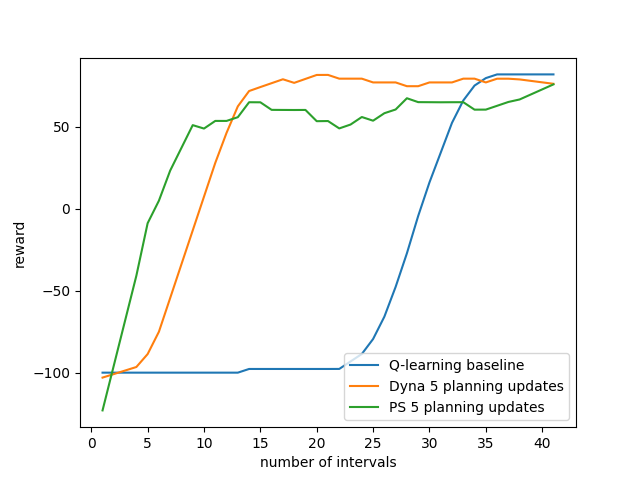 50
0
−50
−100
reward
0
5
10
15
20
25
30
35
40
number of intervals
Q-learning baseline
Dyna 5 planning updates
PS 5 planning updates